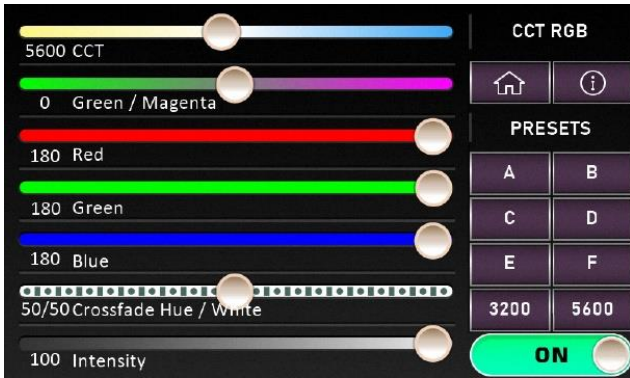 5600 CCT
0 Green / Magenta
180 Red
180 Green
180 Blue
50/50 Crossfade Hue / White
100 Intensity
CCT RGB
PRESETS
A B
C D
E F
3200 5600
ON